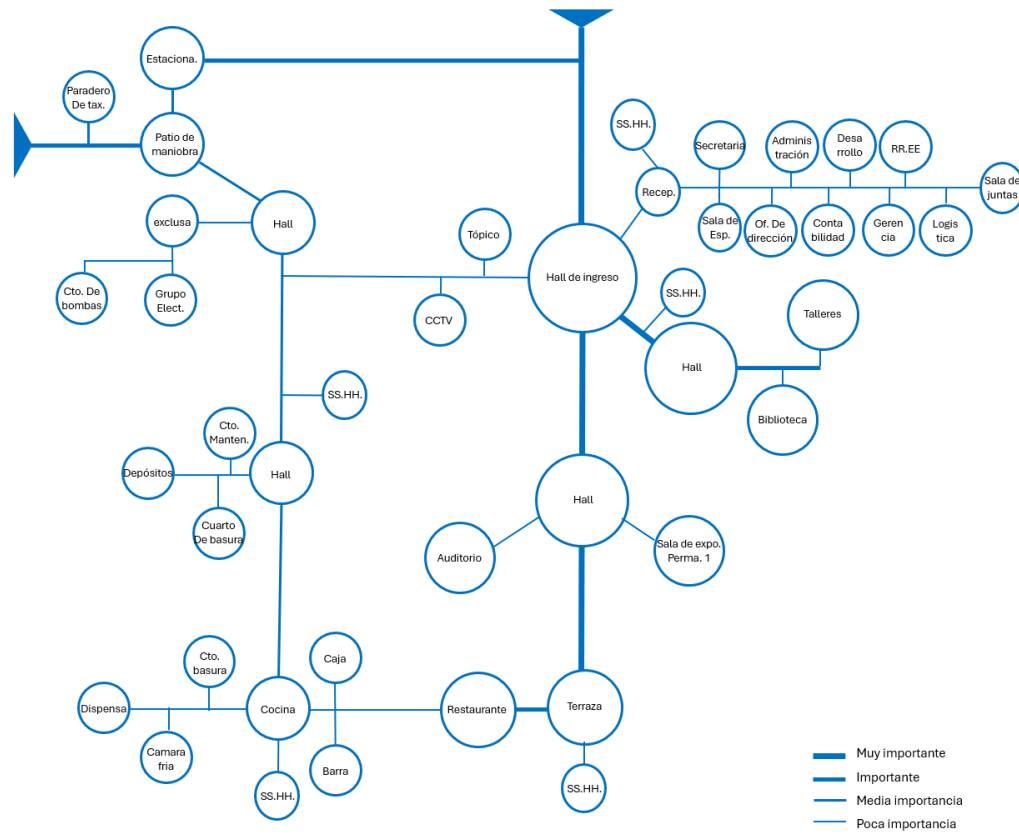 Estaciona.
Paradero
De tax.
Patio de
maniobra
SS.HH.
Secretaria
Adminis
tración
Desa
rrollo
RR.EE
Sala de
juntas
Recep.
Sala de
Esp.
Of. De
dirección
Conta
bilidad
Geren
cia
Logis
tica
exclusa
Hall
Tópico
Hall de ingreso
Cto. De
bombas
Grupo
Elect.
CCTV
SS.HH.
Talleres
Hall
SS.HH.
Biblioteca
Cto.
Manten.
Depósitos
Hall
Cuarto
De basura
Hall
Auditorio
Sala de expo.
Perma. 1
Cto.
basura
Caja
Dispensa
Cocina
Restaurante
Terraza
Camara
fria
Barra
SS.HH.
SS.HH.
Muy importante
Importante
Media importancia
Poca importancia